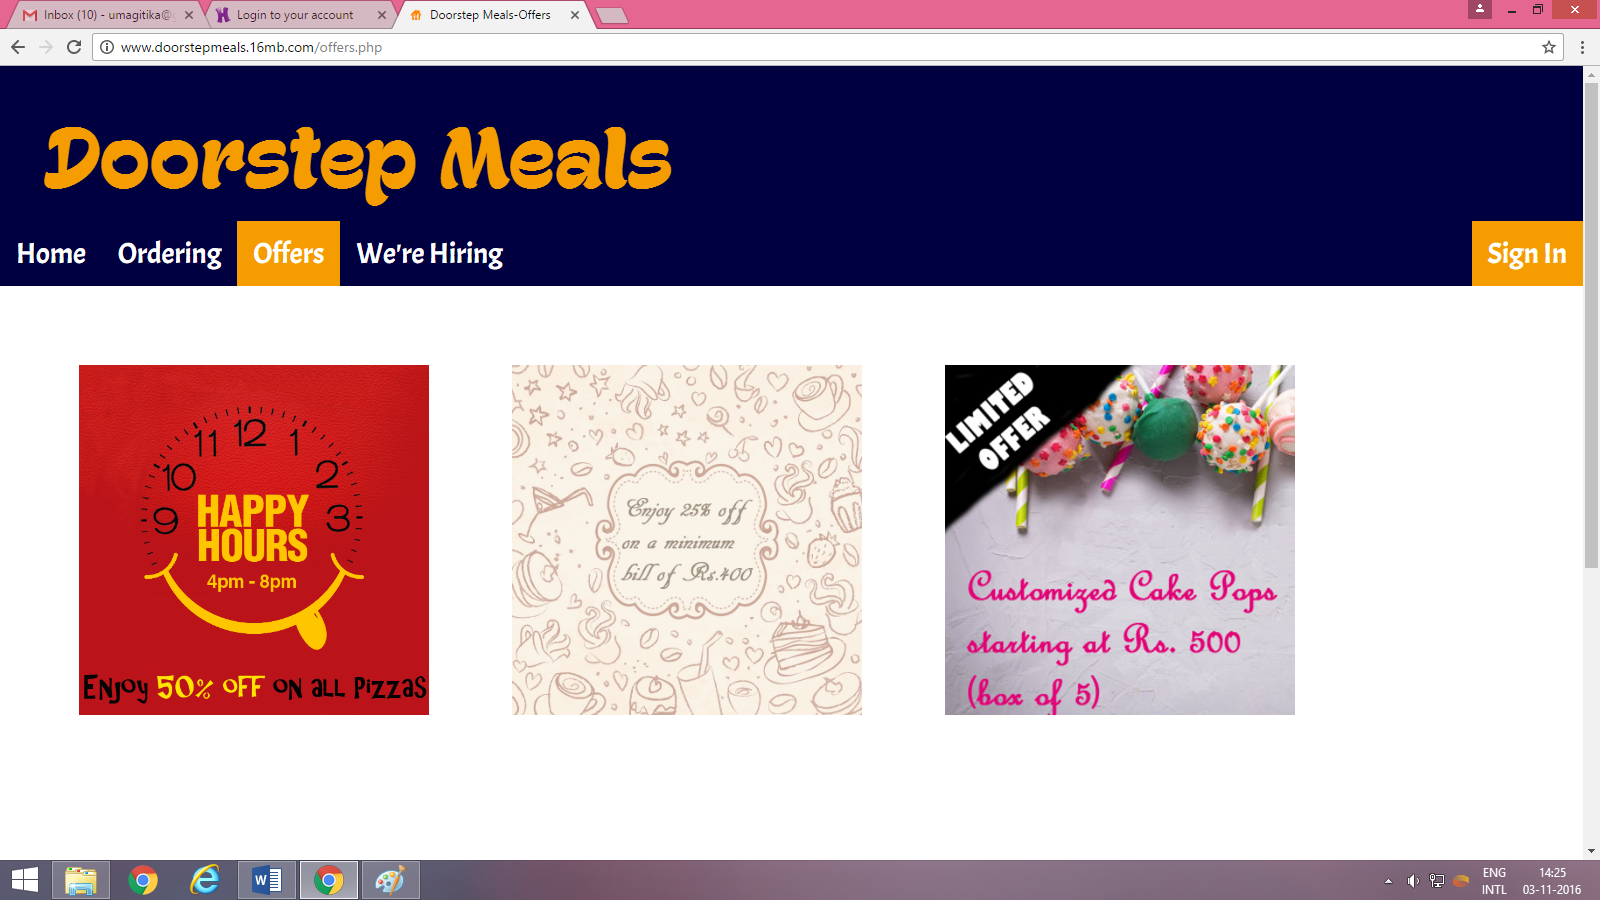 Inbox (10) - umagitika@g
Login to your account
Doorstep Meals-Offers
www.doorstepmeals.16mb.com/offers.php
Doorstep Meals
Home
Ordering
Offers
We're Hiring
Sign In
12
11
1
10
2
9
3
HAPPY
HOURS
4pm - 8pm
Enjoy 50% off on all Pizzas
Enjoy 25% off
on a minimum
bill of Rs.400
LIMITED
OFFER
Customized Cake Pops
starting at Rs. 500
(box of 5)
ENG
INTL
14:25
03-11-2016